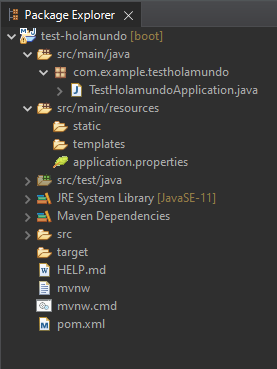 Package Explorer
test-holamundo [boot]
src/main/java
com.example.testholamundo
TestHolamundoApplication.java
src/main/resources
static
templates
application.properties
src/test/java
JRE System Library [JavaSE-11]
Maven Dependencies
src
target
HELP.md
mvnw
mvnw.cmd
pom.xml